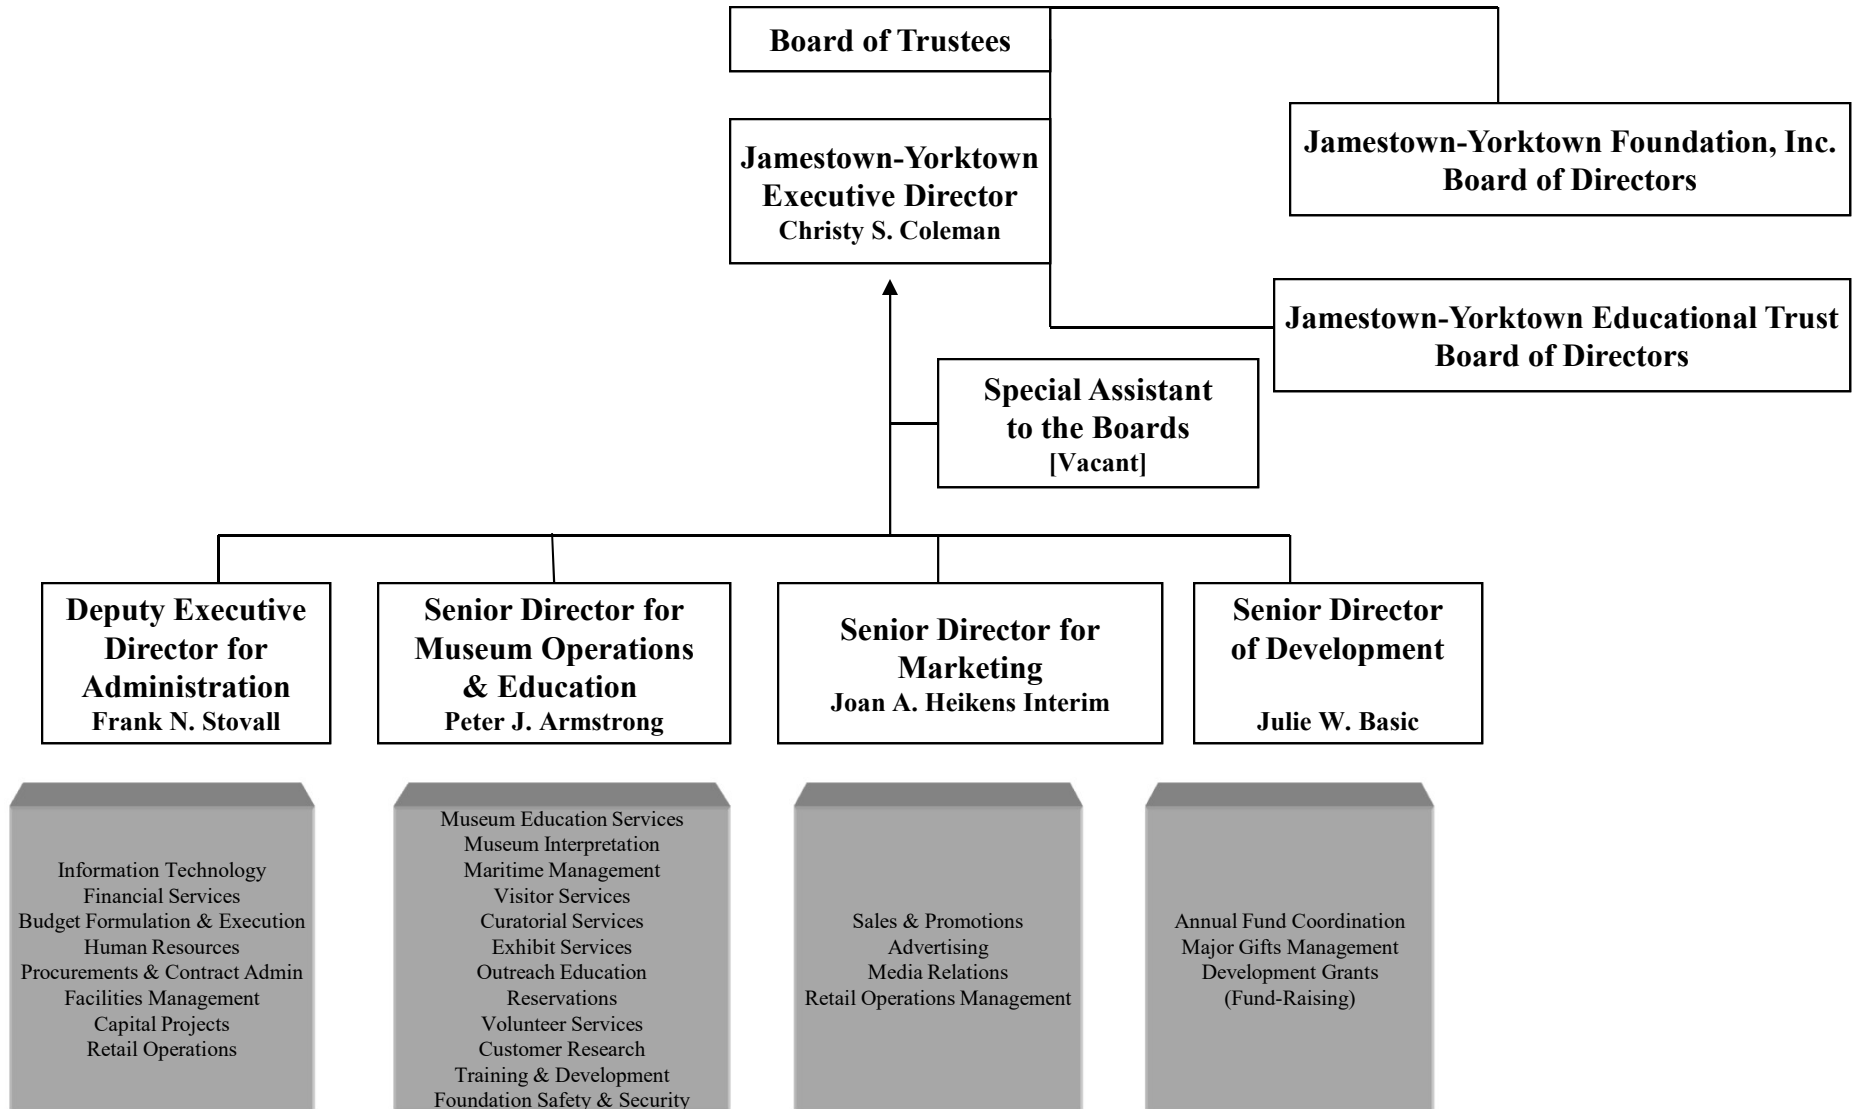 Board of Trustees
Jamestown-Yorktown Foundation, Inc.
Board of Directors
Jamestown-Yorktown
Executive Director
Christy S. Coleman
Jamestown-Yorktown Educational Trust
Board of Directors
Special Assistant
to the Boards
[Vacant]
Deputy Executive
Director for
Administration
Frank N. Stovall
Senior Director for
Museum Operations
& Education
Peter J. Armstrong
Senior Director for
Marketing
Joan A. Heikens Interim
Senior Director
of Development
Julie W. Basic
Information Technology
Financial Services
Budget Formulation & Execution
Human Resources
Procurements & Contract Admin
Facilities Management
Capital Projects
Retail Operations
Museum Education Services
Museum Interpretation
Maritime Management
Visitor Services
Curatorial Services
Exhibit Services
Outreach Education
Reservations
Volunteer Services
Customer Research
Training & Development
Foundation Safety & Security
Sales & Promotions
Advertising
Media Relations
Retail Operations Management
Annual Fund Coordination
Major Gifts Management
Development Grants
(Fund-Raising)